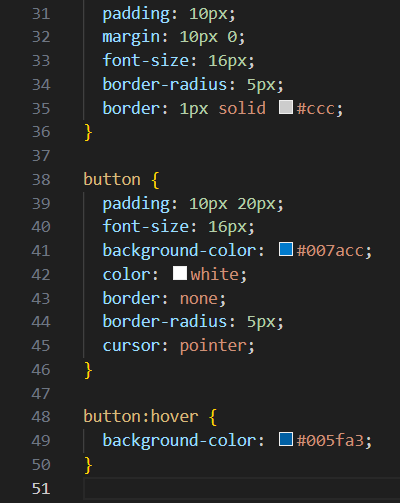 31 padding: 10px;
32 margin: 10px 0;
33 font-size: 16px;
34 border-radius: 5px;
35 border: 1px solid #ccc;
36 }
37
38 button {
39 padding: 10px 20px;
40 font-size: 16px;
41 background-color: #007acc;
42 color: white;
43 border: none;
44 border-radius: 5px;
45 cursor: pointer;
46 }
47
48 button:hover {
49 background-color: #005fa3;
50 }
51